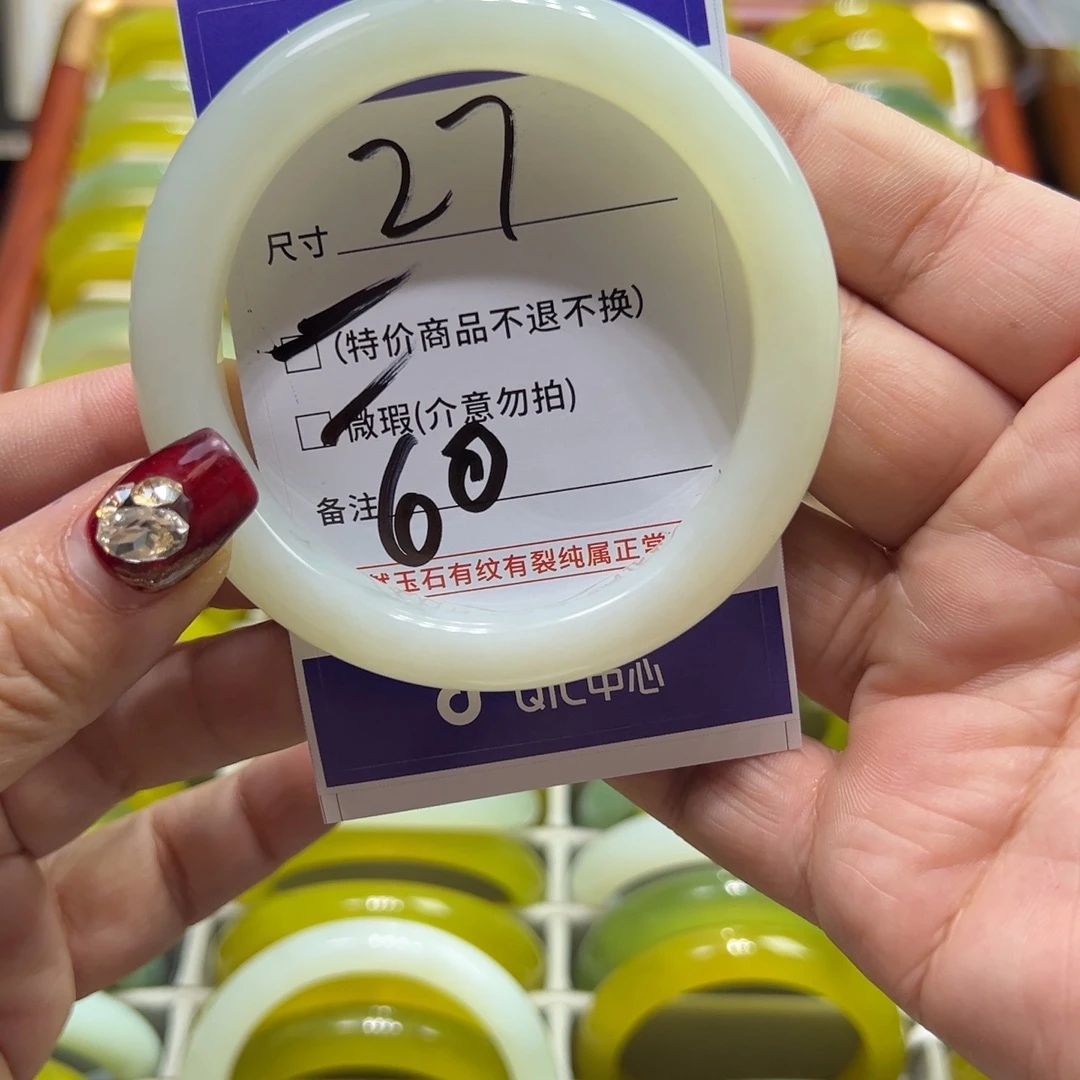 尺寸 27
(特价商品不退不换)
微瑕(介意勿拍)
备注 60
然玉石有纹有裂纯属正常
QIC中心